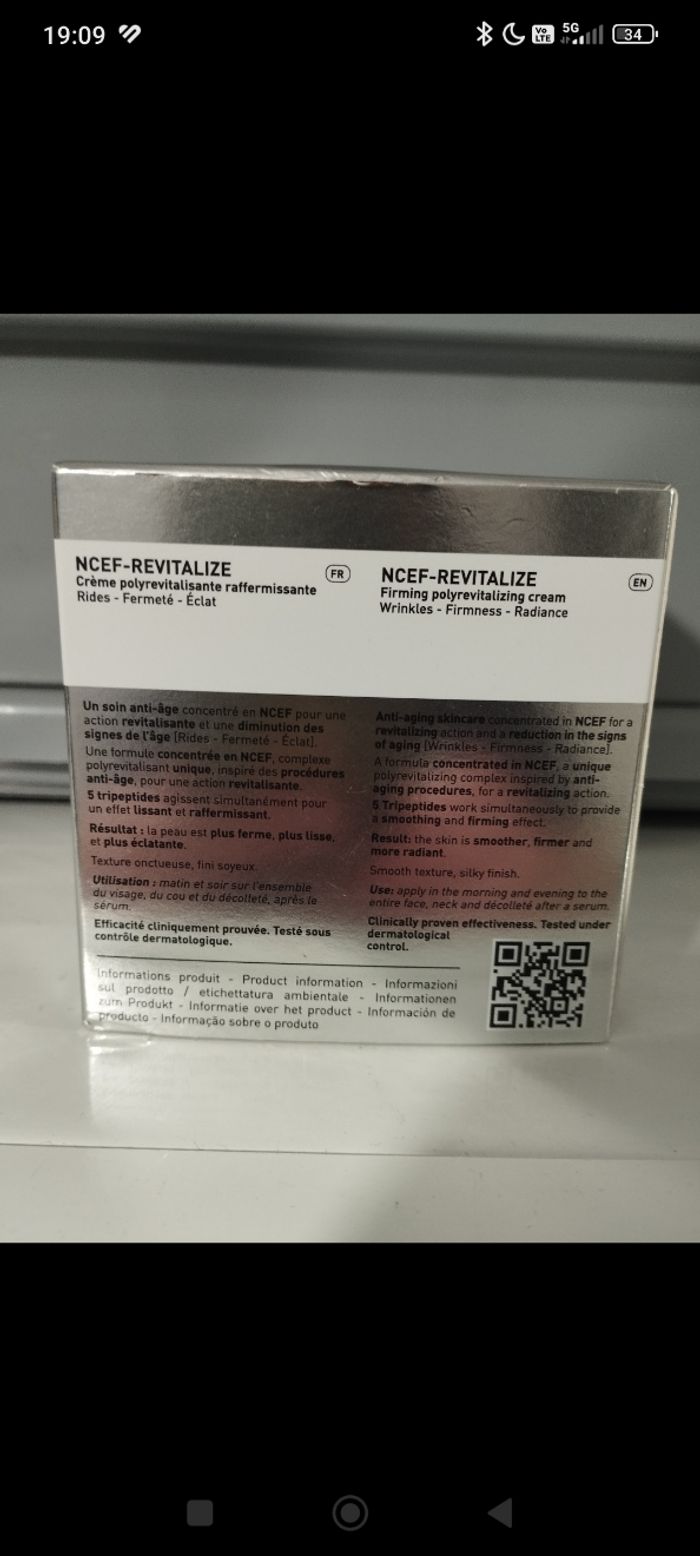 19:09
Vo
LTE
5G
34
NCEF-REVITALIZE
FR
Crème polyrevitalisante raffermissante
Rides - Fermeté - Éclat
Un soin anti-âge concentré en NCEF pour une
action revitalisante et une diminution des
signes de l'âge [Rides - Fermeté - Éclat].
Une formule concentrée en NCEF, complexe
polyrevitalisant unique, inspiré des procédures
anti-âge, pour une action revitalisante.
5 tripeptides agissent simultanément pour
un effet lissant et raffermissant.
Résultat : la peau est plus ferme, plus lisse,
et plus éclatante.
Texture onctueuse, fini soyeux.
Utilisation : matin et soir sur l'ensemble
du visage, du cou et du décolleté, après le
sérum.
Efficacité cliniquement prouvée. Testé sous
contrôle dermatologique.
NCEF-REVITALIZE
EN
Firming polyrevitalizing cream
Wrinkles - Firmness - Radiance
Anti-aging skincare concentrated in NCEF for a
revitalizing action and a reduction in the signs
of aging [Wrinkles - Firmness - Radiance].
A formula concentrated in NCEF, a unique
polyrevitalizing complex inspired by anti-
aging procedures, for a revitalizing action.
5 Tripeptides work simultaneously to provide
a smoothing and firming effect.
Result: the skin is smoother, firmer and
more radiant.
Smooth texture, silky finish.
Use: apply in the morning and evening to the
entire face, neck and décolleté after a serum.
Clinically proven effectiveness. Tested under
dermatological
control.
Informations produit - Product information - Informazioni
sul prodotto / etichettatura ambientale - Informationen
zum Produkt - Informatie over het product - Información de
producto - Informação sobre o produto